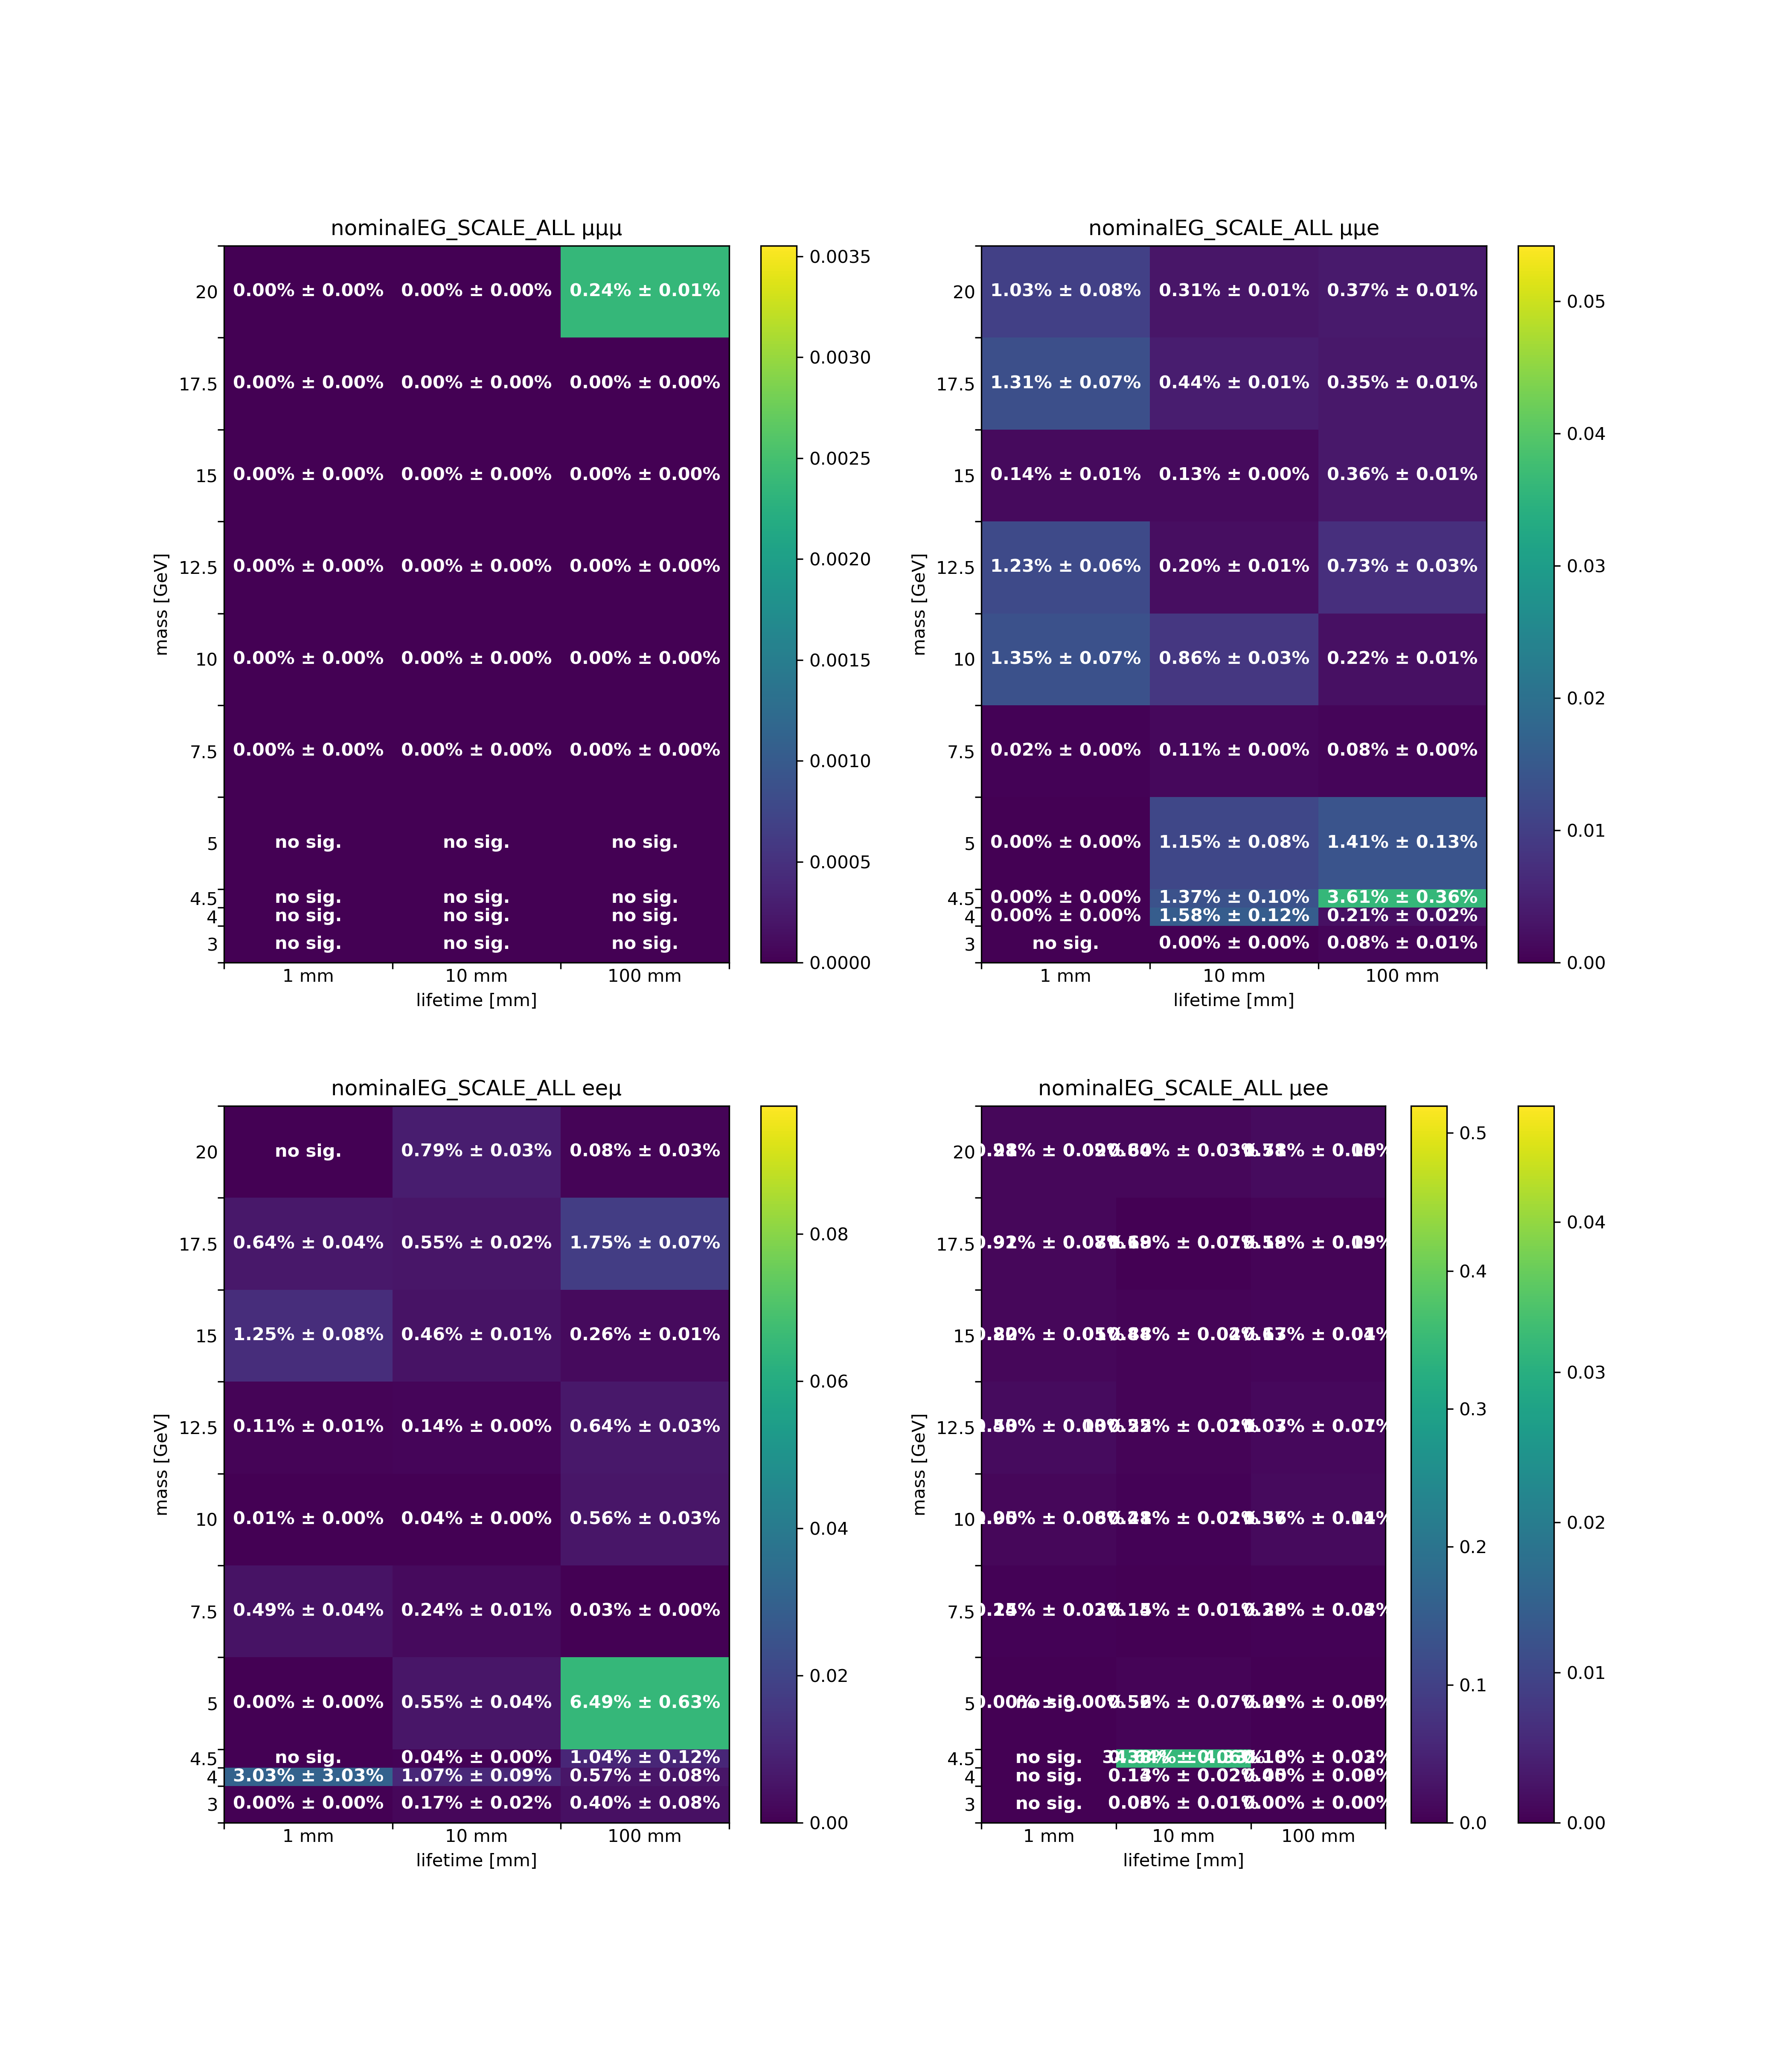 nominalEG_SCALE_ALL μμμ
20 0.00% ± 0.00% 0.00% ± 0.00% 0.24% ± 0.01%
17.5 0.00% ± 0.00% 0.00% ± 0.00% 0.00% ± 0.00%
15 0.00% ± 0.00% 0.00% ± 0.00% 0.00% ± 0.00%
12.5 0.00% ± 0.00% 0.00% ± 0.00% 0.00% ± 0.00%
10 0.00% ± 0.00% 0.00% ± 0.00% 0.00% ± 0.00%
7.5 0.00% ± 0.00% 0.00% ± 0.00% 0.00% ± 0.00%
5 no sig. no sig. no sig.
4.5 no sig. no sig. no sig.
4 no sig. no sig. no sig.
3 no sig. no sig. no sig.
1 mm 10 mm 100 mm
lifetime [mm]
mass [GeV]
0.0035
0.0030
0.0025
0.0020
0.0015
0.0010
0.0005
0.0000
nominalEG_SCALE_ALL μμe
20 1.03% ± 0.08% 0.31% ± 0.01% 0.37% ± 0.01%
17.5 1.31% ± 0.07% 0.44% ± 0.01% 0.35% ± 0.01%
15 0.14% ± 0.01% 0.13% ± 0.00% 0.36% ± 0.01%
12.5 1.23% ± 0.06% 0.20% ± 0.01% 0.73% ± 0.03%
10 1.35% ± 0.07% 0.86% ± 0.03% 0.22% ± 0.01%
7.5 0.02% ± 0.00% 0.11% ± 0.00% 0.08% ± 0.00%
5 0.00% ± 0.00% 1.15% ± 0.08% 1.41% ± 0.13%
4.5 0.00% ± 0.00% 1.37% ± 0.10% 3.61% ± 0.36%
4 0.00% ± 0.00% 1.58% ± 0.12% 0.21% ± 0.02%
3 no sig. 0.00% ± 0.00% 0.08% ± 0.01%
1 mm 10 mm 100 mm
lifetime [mm]
mass [GeV]
0.05
0.04
0.03
0.02
0.01
0.00
nominalEG_SCALE_ALL eeμ
20 no sig. 0.79% ± 0.03% 0.08% ± 0.03%
17.5 0.64% ± 0.04% 0.55% ± 0.02% 1.75% ± 0.07%
15 1.25% ± 0.08% 0.46% ± 0.01% 0.26% ± 0.01%
12.5 0.11% ± 0.01% 0.14% ± 0.00% 0.64% ± 0.03%
10 0.01% ± 0.00% 0.04% ± 0.00% 0.56% ± 0.03%
7.5 0.49% ± 0.04% 0.24% ± 0.01% 0.03% ± 0.00%
5 0.00% ± 0.00% 0.55% ± 0.04% 6.49% ± 0.63%
4.5 no sig. 0.04% ± 0.00% 1.04% ± 0.12%
4 3.03% ± 3.03% 1.07% ± 0.09% 0.57% ± 0.08%
3 0.00% ± 0.00% 0.17% ± 0.02% 0.40% ± 0.08%
1 mm 10 mm 100 mm
lifetime [mm]
mass [GeV]
0.08
0.06
0.04
0.02
0.00
nominalEG_SCALE_ALL μee
20
17.5
15
12.5
10
7.5
5 no sig.
4.5 no sig.
4 no sig.
3 no sig.
1 mm 10 mm 100 mm
lifetime [mm]
mass [GeV]
0.5
0.4
0.3
0.2
0.1
0.0
0.04
0.03
0.02
0.01
0.00